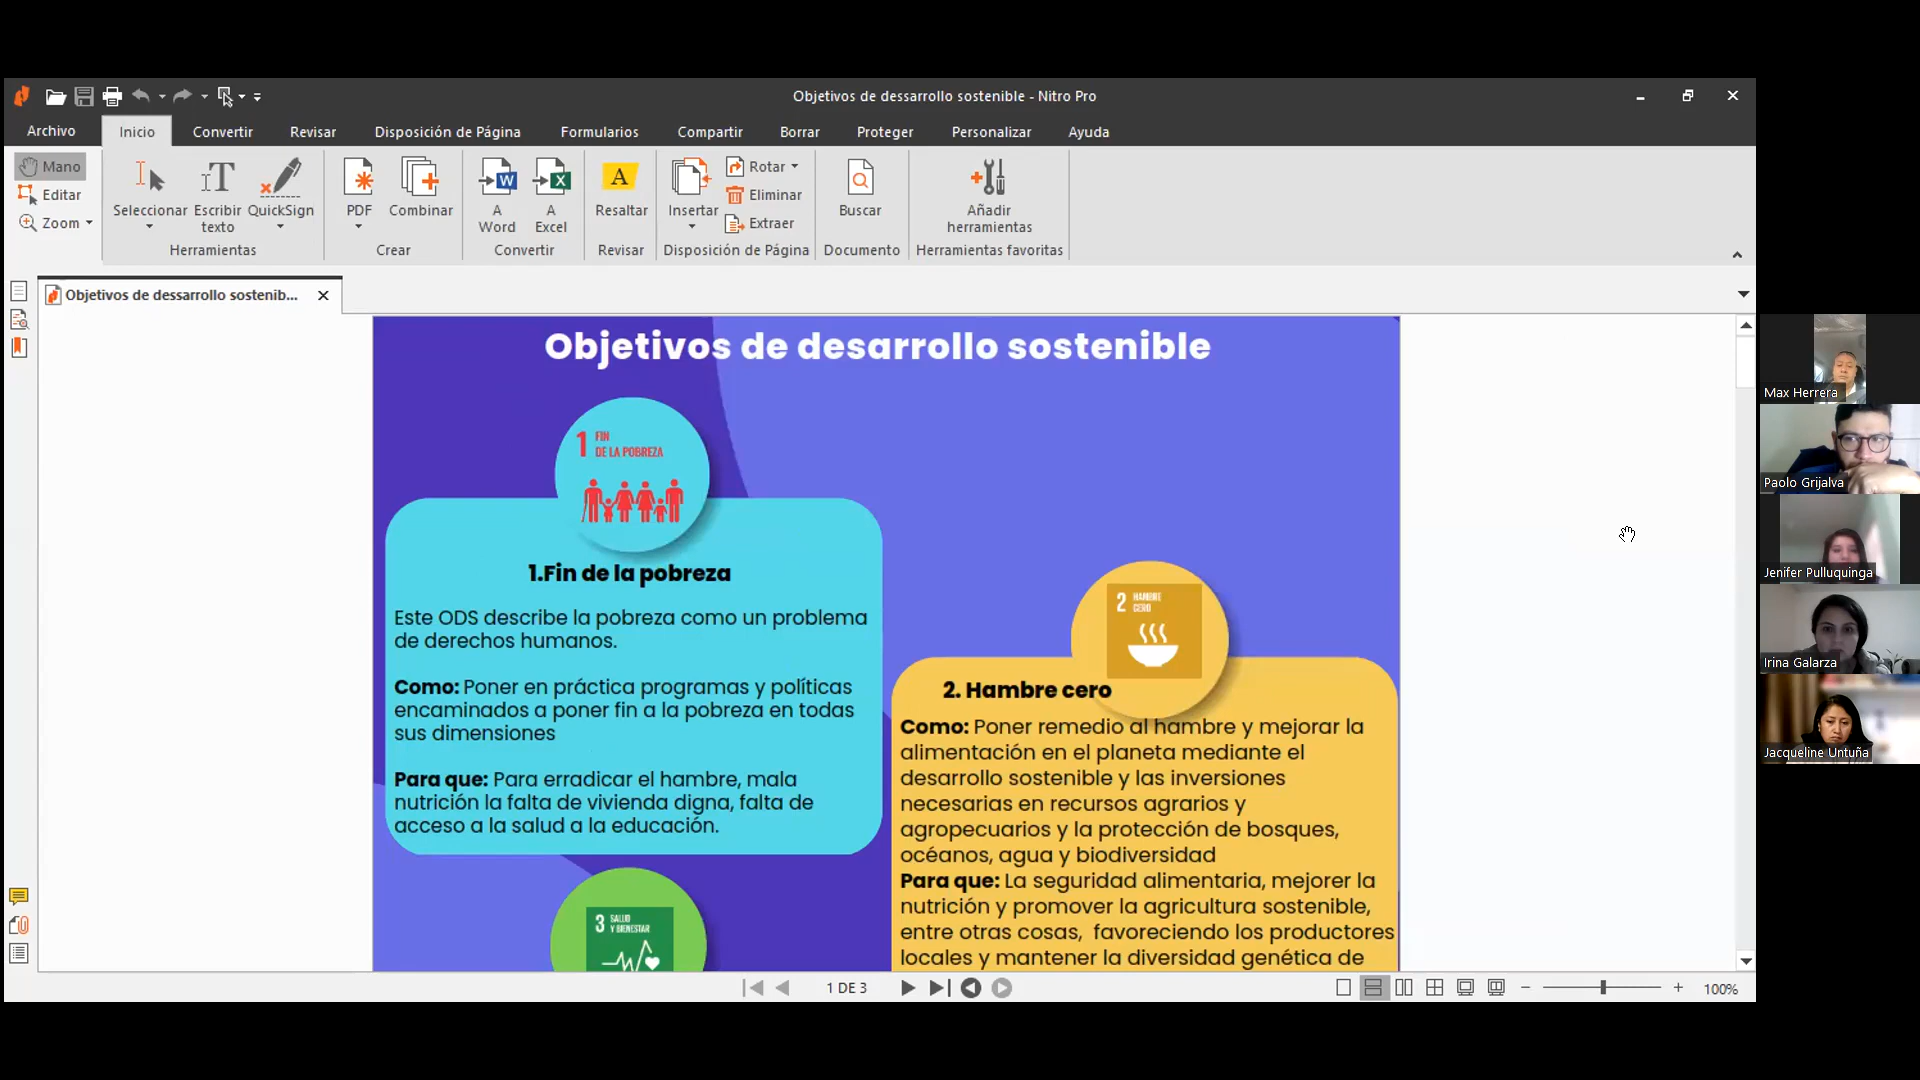 Objetivos de dessarrollo sostenible - Nitro Pro
Archivo
Inicio
Convertir
Revisar
Disposición de Página
Formularios
Compartir
Borrar
Proteger
Personalizar
Ayuda
Mano
Editar
Zoom
Seleccionar
Escribir
texto
QuickSign
Herramientas
PDF
Combinar
Crear
A
Word
A
Excel
Convertir
A
Resaltar
Revisar
Insertar
Rotar
Eliminar
Extraer
Disposición de Página
Buscar
Documento
Añadir
herramientas
Herramientas favoritas
Objetivos de dessarrollo sostenib...
Objetivos de desarrollo sostenible
1 FIN
DE LA POBREZA
1.Fin de la pobreza
Este ODS describe la pobreza como un problema
de derechos humanos.
Como: Poner en práctica programas y políticas
encaminados a poner fin a la pobreza en todas
sus dimensiones
Para que: Para erradicar el hambre, mala
nutrición la falta de vivienda digna, falta de
acceso a la salud a la educación.
2 HAMBRE
CERO
2. Hambre cero
Como: Poner remedio al hambre y mejorar la
alimentación en el planeta mediante el
desarrollo sostenible y las inversiones
necesarias en recursos agrarios y
agropecuarios y la protección de bosques,
océanos, agua y biodiversidad
Para que: La seguridad alimentaria, mejorer la
nutrición y promover la agricultura sostenible,
entre otras cosas, favoreciendo los productores
locales y mantener la diversidad genética de
3 SALUD
Y BIENESTAR
1 DE 3
100%
Max Herrera
Paolo Grijalva
Jenifer Pulluquinga
Irina Galarza
Jacqueline Untuña